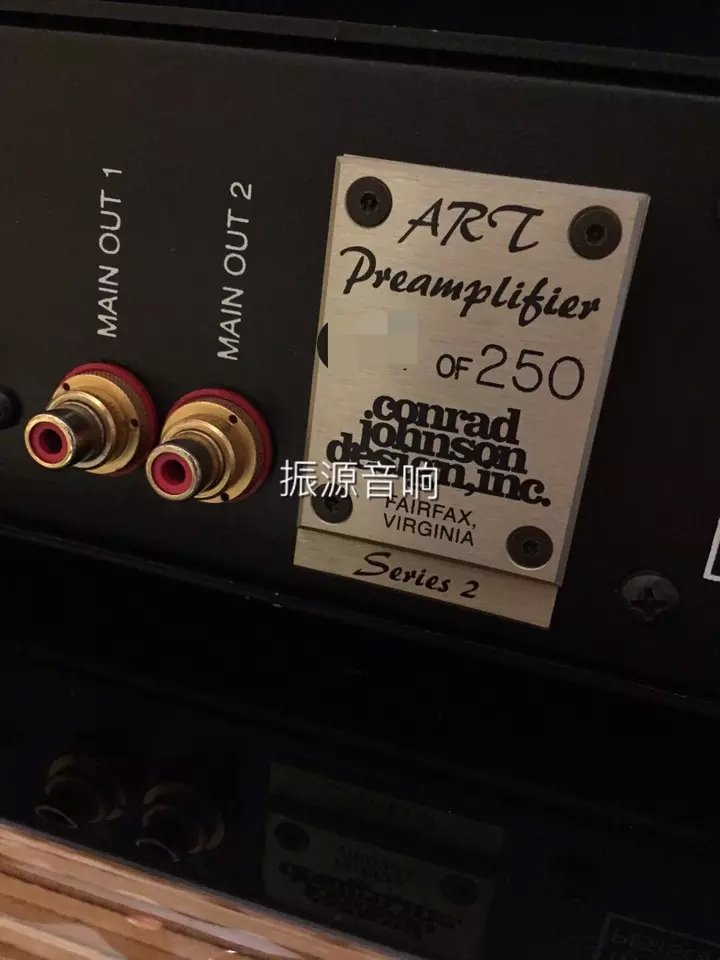 MAIN OUT 1
MAIN OUT 2
ART
Preamplifier
OF 250
conrad
johnson
design, inc.
振源音响
FAIRFAX,
VIRGINIA
Series 2